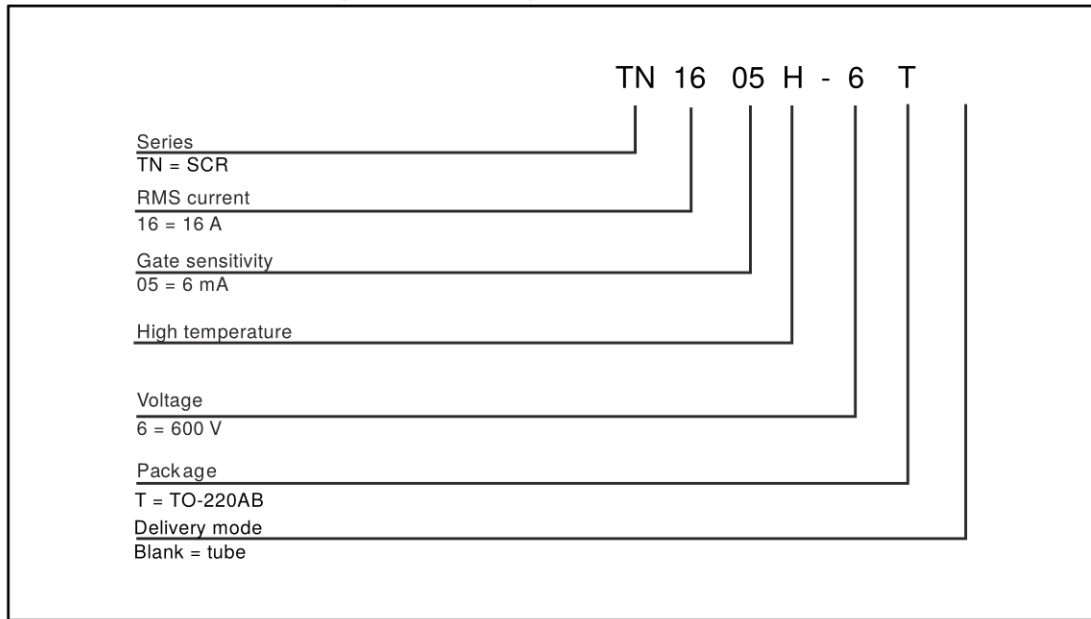 TN 16 05 H - 6 T
Series
TN = SCR
RMS current
16 = 16 A
Gate sensitivity
05 = 6 mA
High temperature
Voltage
6 = 600 V
Package
T = TO-220AB
Delivery mode
Blank = tube